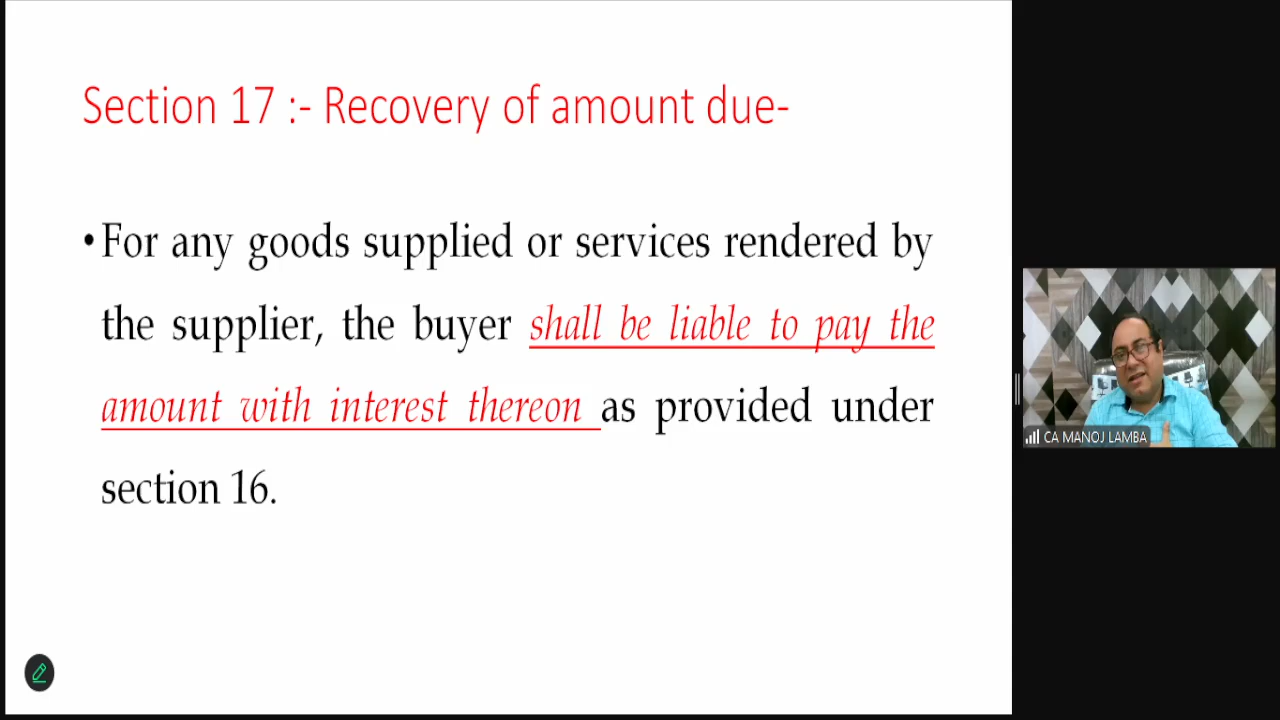 Section 17 :- Recovery of amount due-
•For any goods supplied or services rendered by
the supplier, the buyer shall be liable to pay the
amount with interest thereon as provided under
section 16.
CA MANOJ LAMBA